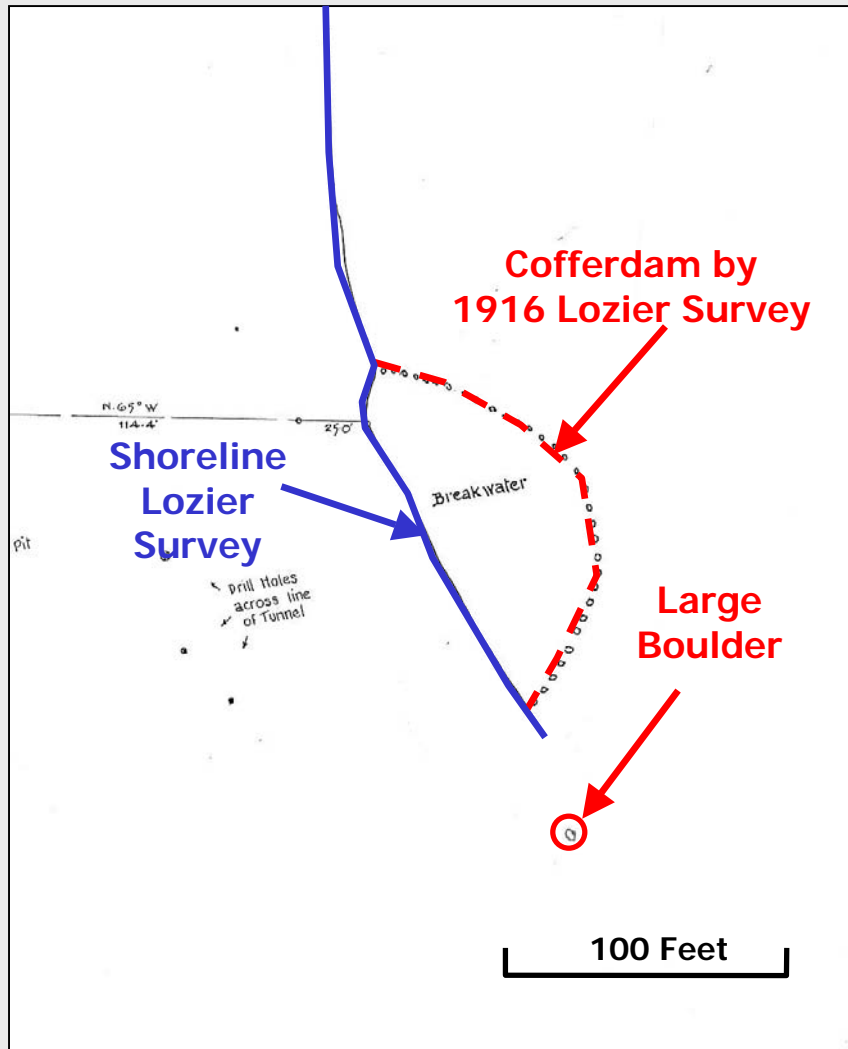 Cofferdam by
1916 Lozier Survey
N.65° W
114.4'
250'
Shoreline
Lozier
Survey
Breakwater
pit
Drill Holes
across line
of Tunnel
Large
Boulder
100 Feet